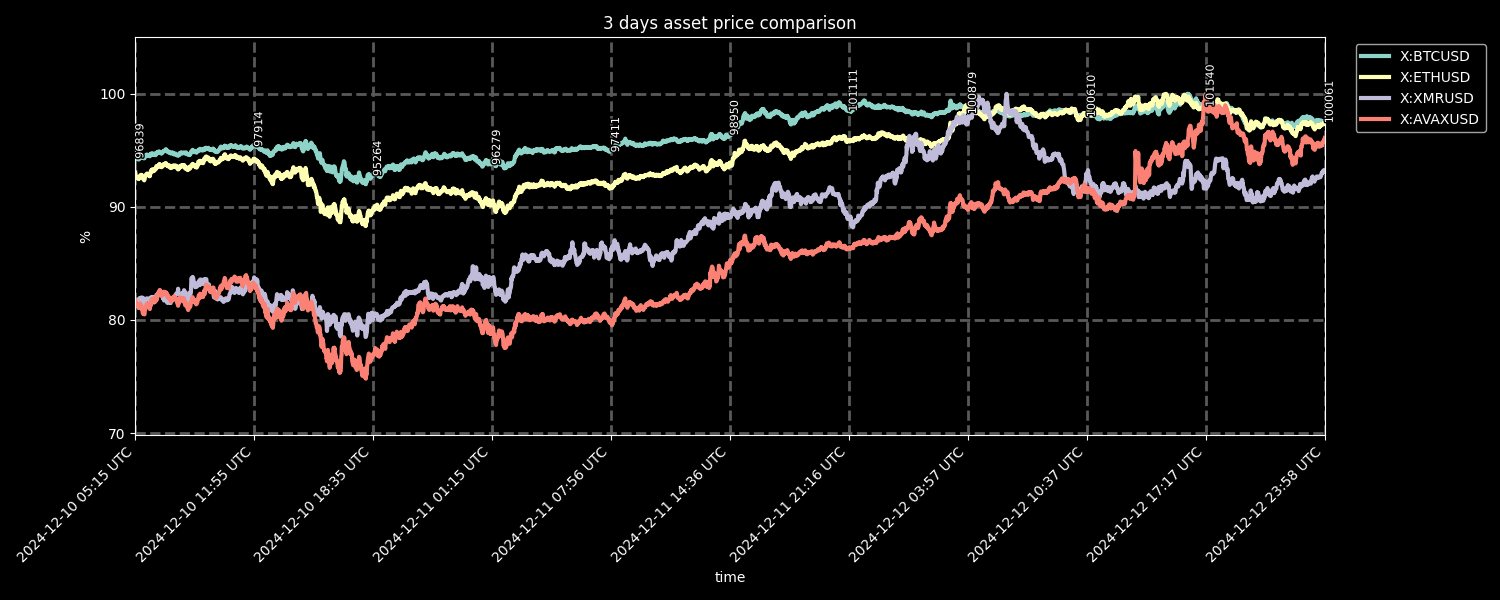 3 days asset price comparison
X:BTCUSD
X:ETHUSD
X:XMRUSD
X:AVAXUSD
100
90
80
70
%
96839
97914
95264
96279
97411
98950
101111
100879
100610
101540
100061
2024-12-10 05:15 UTC
2024-12-10 11:55 UTC
2024-12-10 18:35 UTC
2024-12-11 01:15 UTC
2024-12-11 07:56 UTC
2024-12-11 14:36 UTC
2024-12-11 21:16 UTC
2024-12-12 03:57 UTC
2024-12-12 10:37 UTC
2024-12-12 17:17 UTC
2024-12-12 23:58 UTC
time